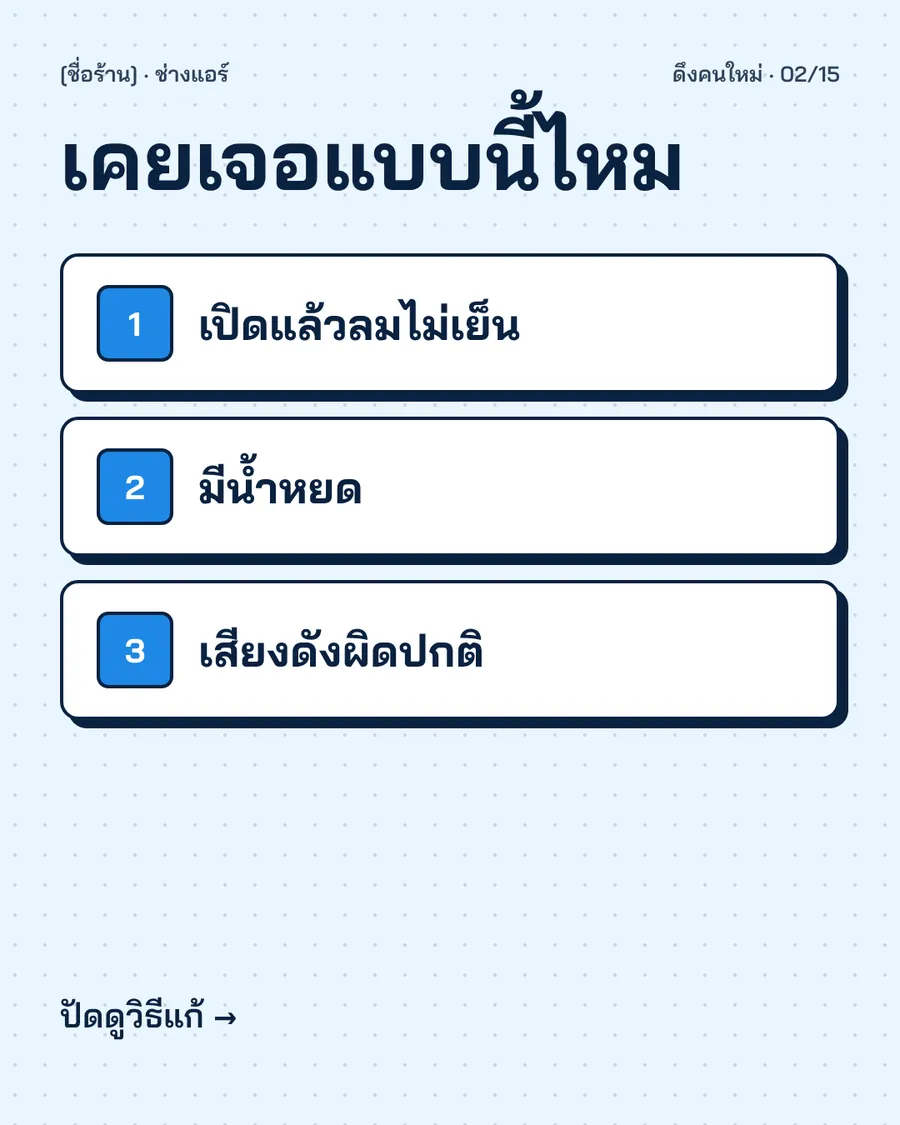 [ชื่อร้าน] · ช่างแอร์
ดึงคนใหม่ · 02/15
เคยเจอแบบนี้ไหม
1 เปิดแล้วลมไม่เย็น
2 มีน้ำหยด
3 เสียงดังผิดปกติ
ปัดดูวิธีแก้ →